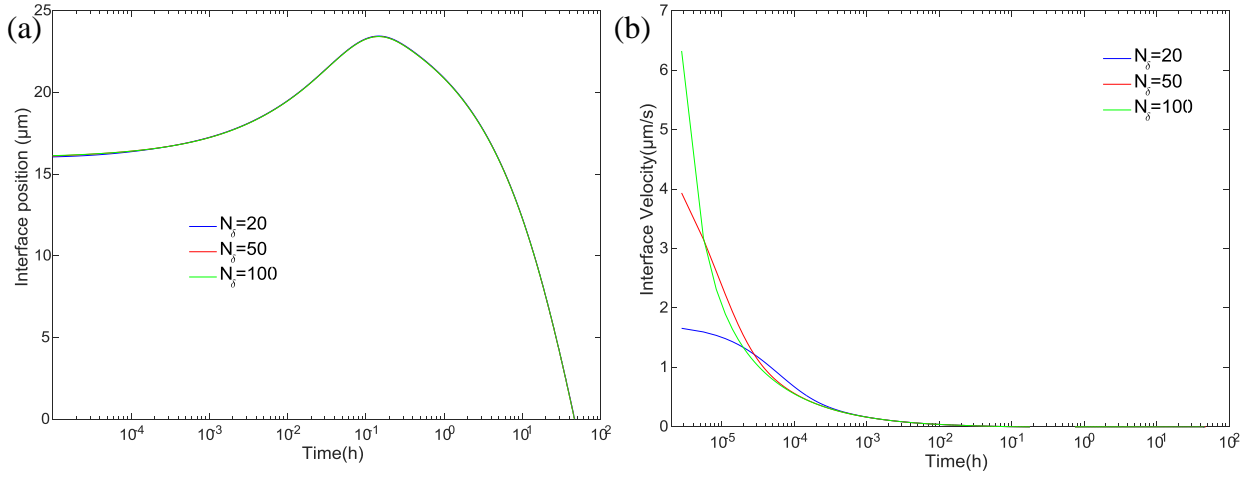 (a)
25
20
15
10
5
0
Interface position (µm)
N_δ=20
N_δ=50
N_δ=100
10^-4 10^-3 10^-2 10^-1 10^0 10^1 10^2
Time(h)
(b)
7
6
5
4
3
2
1
0
Interface Velocity(µm/s)
N_δ=20
N_δ=50
N_δ=100
10^-5 10^-4 10^-3 10^-2 10^-1 10^0 10^1 10^2
Time(h)